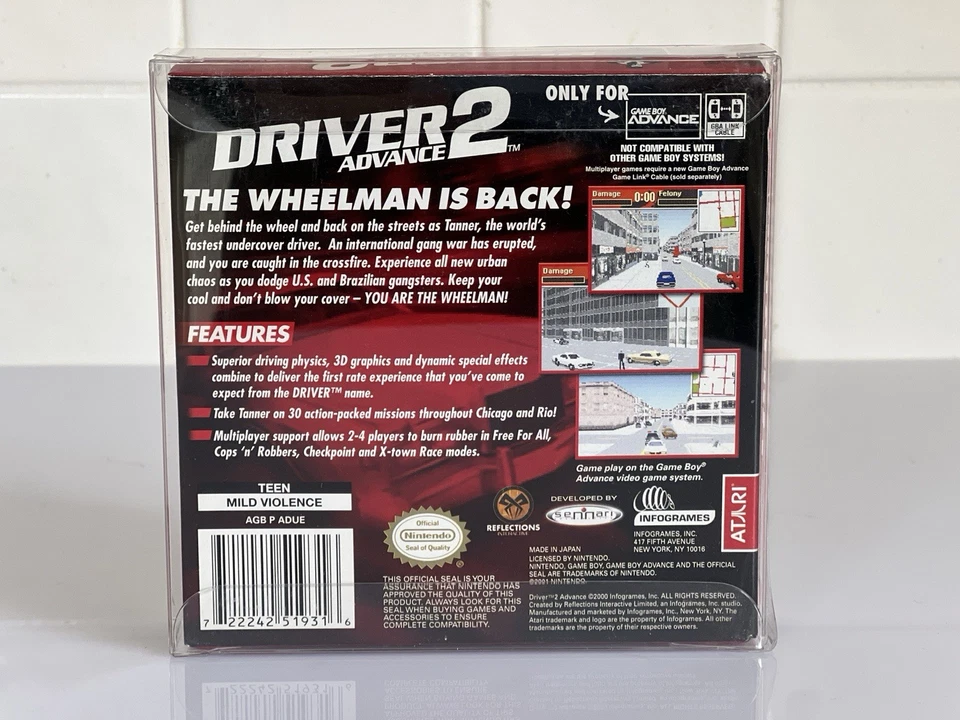 DRIVER 2™
ADVANCE
ONLY FOR
GAME BOY ADVANCE
GBA LINK CABLE
NOT COMPATIBLE WITH
OTHER GAME BOY SYSTEMS!
Multiplayer games require a new Game Boy Advance
Game Link® Cable (sold separately)
THE WHEELMAN IS BACK!
Get behind the wheel and back on the streets as Tanner, the world's
fastest undercover driver. An international gang war has erupted,
and you are caught in the crossfire. Experience all new urban
chaos as you dodge U.S. and Brazilian gangsters. Keep your
cool and don't blow your cover – YOU ARE THE WHEELMAN!
Damage 0:00 Felony
Damage
FEATURES
Superior driving physics, 3D graphics and dynamic special effects
combine to deliver the first rate experience that you've come to
expect from the DRIVER™ name.
Take Tanner on 30 action-packed missions throughout Chicago and Rio!
Multiplayer support allows 2-4 players to burn rubber in Free For All,
Cops 'n' Robbers, Checkpoint and X-town Race modes.
Game play on the Game Boy®
Advance video game system.
TEEN
MILD VIOLENCE
AGB P ADUE
7 22242 51931 6
Official
Nintendo
Seal of Quality
®
THIS OFFICIAL SEAL IS YOUR
ASSURANCE THAT NINTENDO HAS
APPROVED THE QUALITY OF THIS
PRODUCT. ALWAYS LOOK FOR THIS
SEAL WHEN BUYING GAMES AND
ACCESSORIES TO ENSURE
COMPLETE COMPATIBILITY.
REFLECTIONS
INTERACTIVE
DEVELOPED BY
sennari
INFOGRAMES
INFOGRAMES, INC.
417 FIFTH AVENUE
NEW YORK, NY 10016
ATARI
MADE IN JAPAN
LICENSED BY NINTENDO.
NINTENDO, GAME BOY, GAME BOY ADVANCE AND THE OFFICIAL
SEAL ARE TRADEMARKS OF NINTENDO.
©2001 NINTENDO.
Driver™2 Advance ©2000 Infogrames, Inc. ALL RIGHTS RESERVED.
Created by Reflections Interactive Limited, an Infogrames, Inc. studio.
Manufactured and marketed by Infogrames, Inc., New York, NY. The
Atari trademark and logo are the property of Infogrames. All other
trademarks are the property of their respective owners.